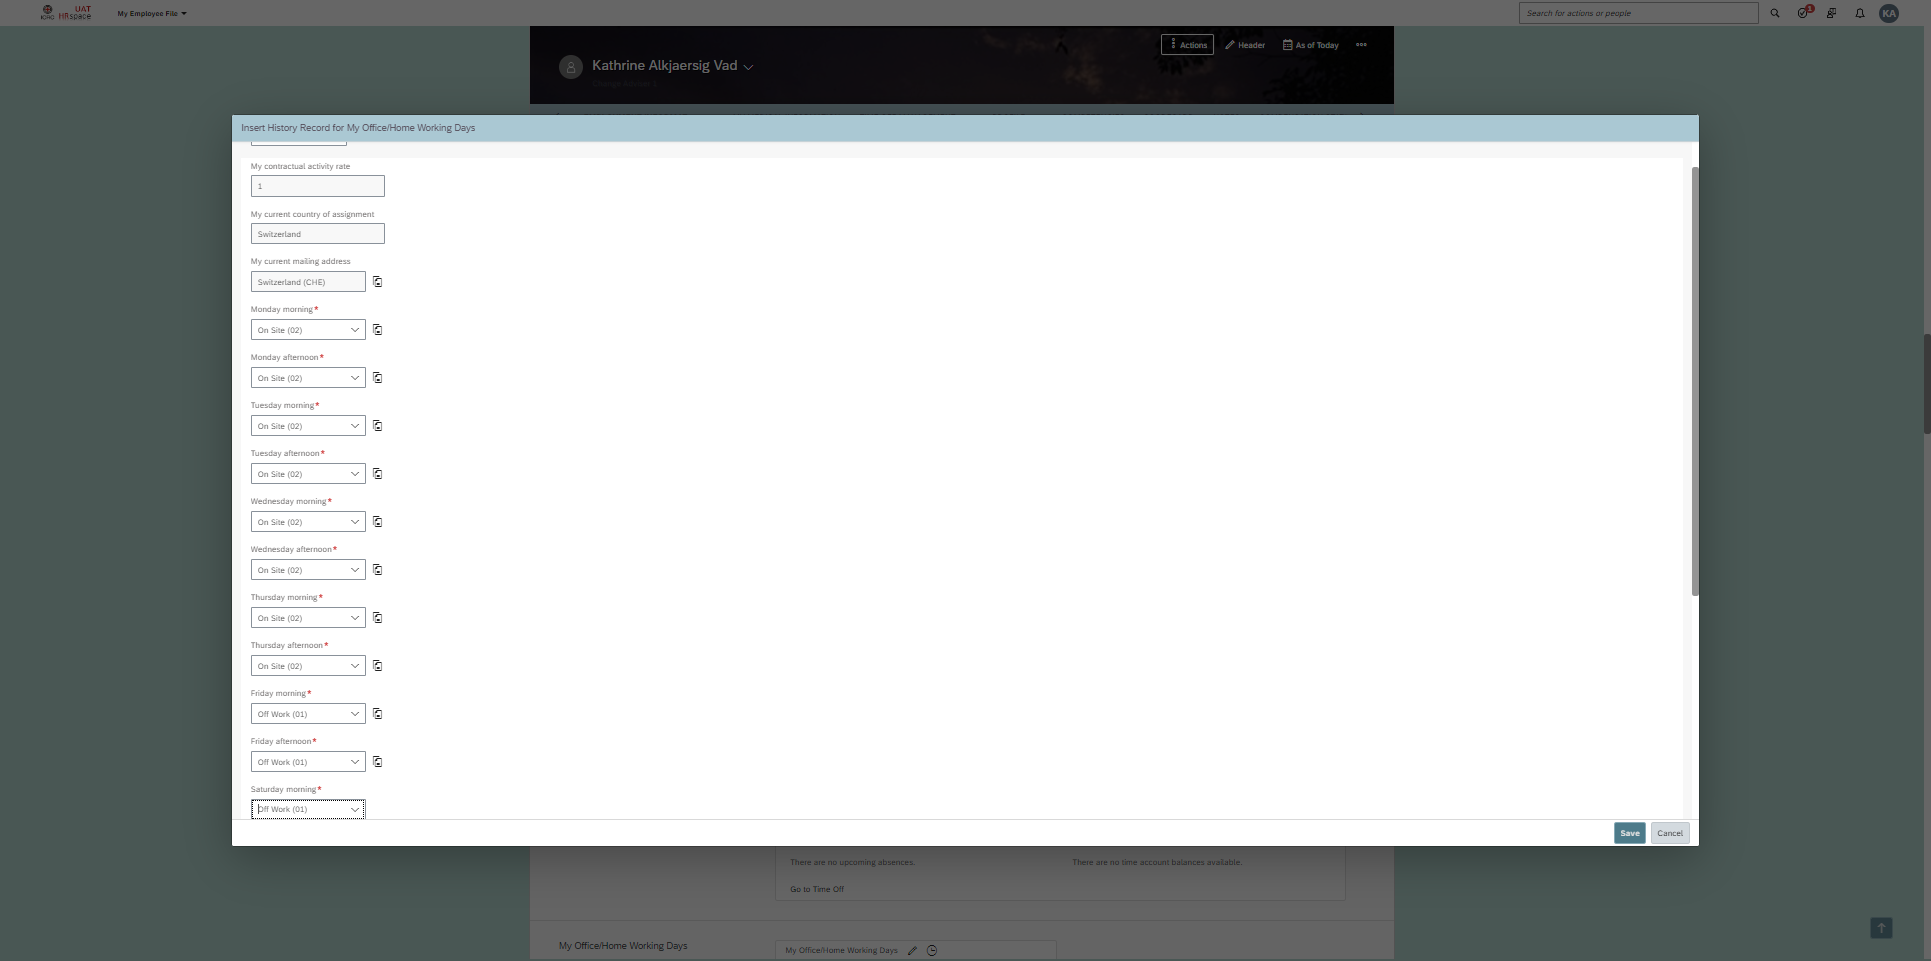 ICRC
UAT
HRspace
My Employee File
Search for actions or people
1
KA
Actions
Header
As of Today
Kathrine Alkjaersig Vad
Insert History Record for My Office/Home Working Days
My contractual activity rate
1
My current country of assignment
Switzerland
My current mailing address
Switzerland (CHE)
Monday morning*
On Site (02)
Monday afternoon*
On Site (02)
Tuesday morning*
On Site (02)
Tuesday afternoon*
On Site (02)
Wednesday morning*
On Site (02)
Wednesday afternoon*
On Site (02)
Thursday morning*
On Site (02)
Thursday afternoon*
On Site (02)
Friday morning*
Off Work (01)
Friday afternoon*
Off Work (01)
Saturday morning*
Off Work (01)
Save
Cancel
There are no upcoming absences.
There are no time account balances available.
Go to Time Off
My Office/Home Working Days
My Office/Home Working Days